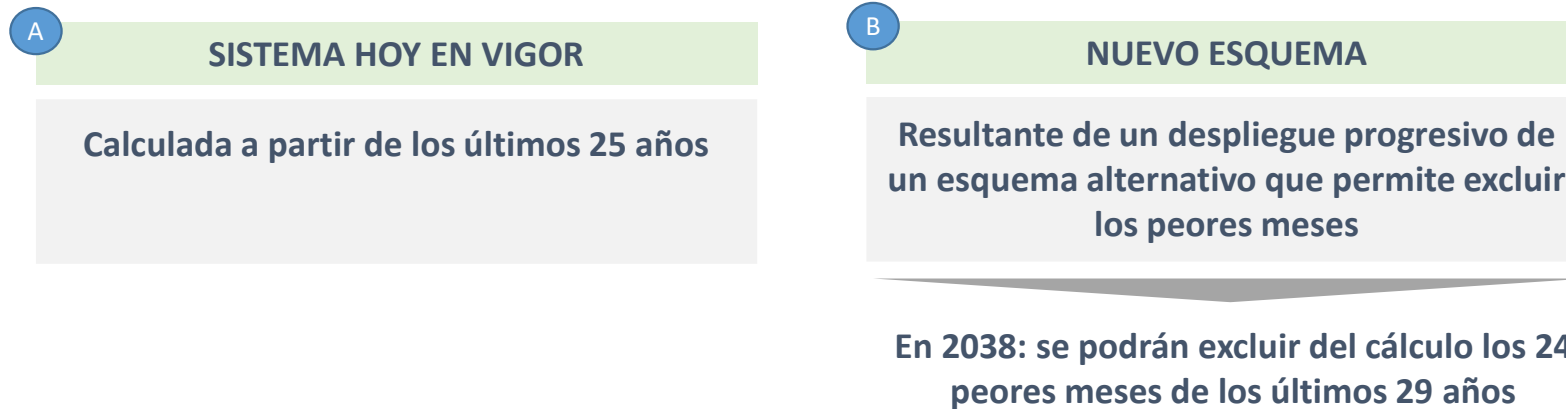 A
SISTEMA HOY EN VIGOR
Calculada a partir de los últimos 25 años
B
NUEVO ESQUEMA
Resultante de un despliegue progresivo de
un esquema alternativo que permite excluir
los peores meses
En 2038: se podrán excluir del cálculo los 24
peores meses de los últimos 29 años